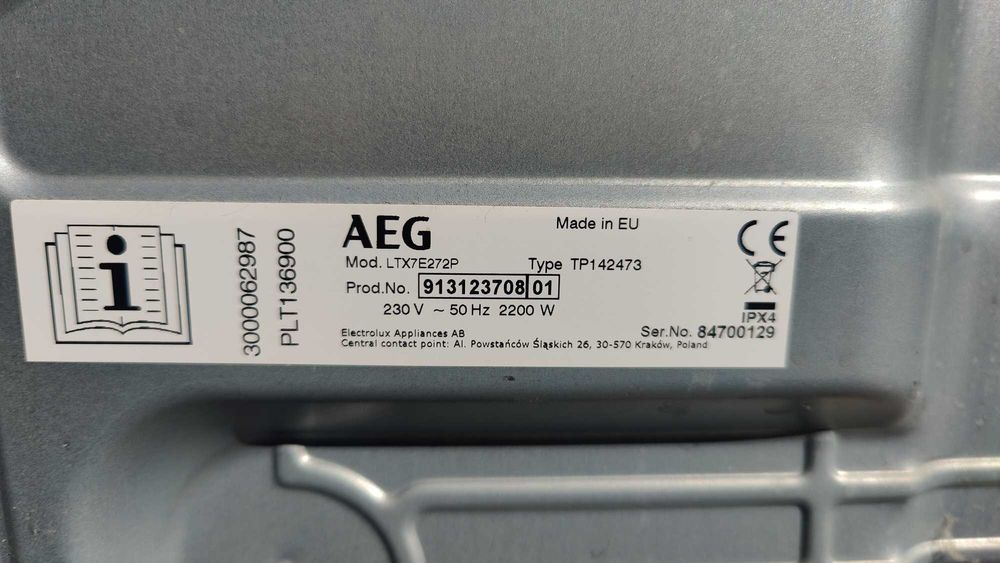 3000062987
PLT136900
AEG
Made in EU
CE
Mod. LTX7E272P Type TP142473
Prod.No. 913123708 01
230 V ~ 50 Hz 2200 W
IPX4
Electrolux Appliances AB
Ser.No. 84700129
Central contact point: Al. Powstańców Śląskich 26, 30-570 Kraków, Poland